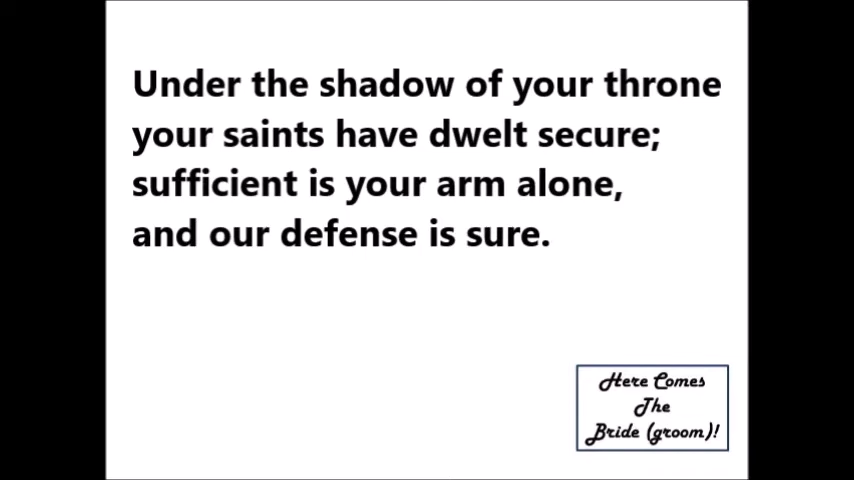 Under the shadow of your throne
your saints have dwelt secure;
sufficient is your arm alone,
and our defense is sure.
Here Comes
The
Bride (groom)!